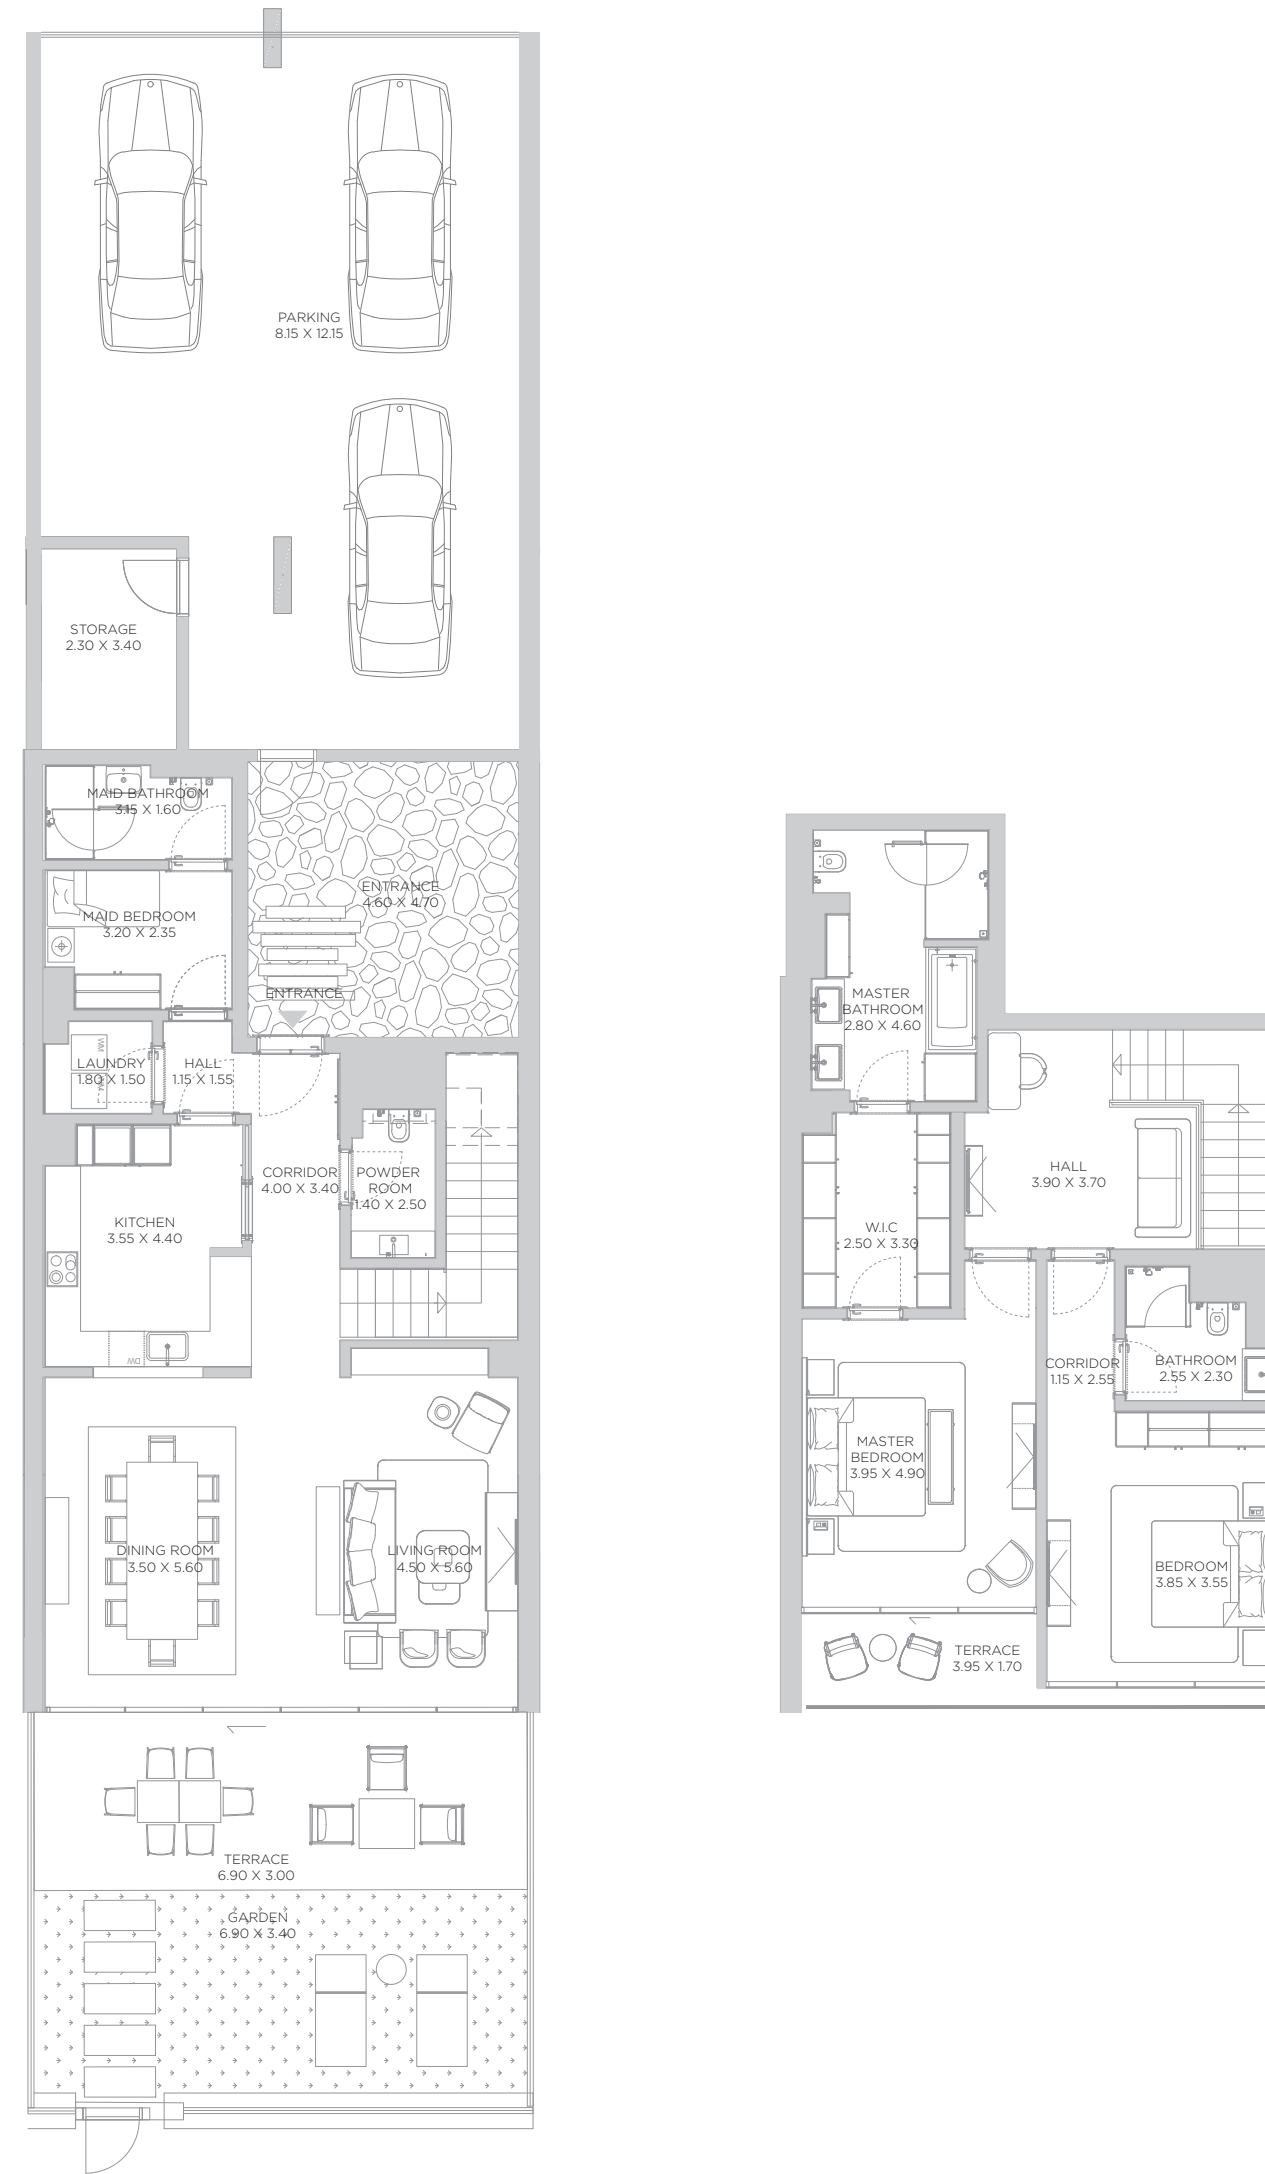 PARKING
8.15 X 12.15
STORAGE
2.30 X 3.40
MAID BATHROOM
3.15 X 1.60
ENTRANCE
4.60 X 4.70
MAID BEDROOM
3.20 X 2.35
ENTRANCE
WM
LAUNDRY
1.80 X 1.50
HALL
1.15 X 1.55
CORRIDOR
4.00 X 3.40
POWDER
ROOM
1.40 X 2.50
KITCHEN
3.55 X 4.40
DW
DINING ROOM
3.50 X 5.60
LIVING ROOM
4.50 X 5.60
TERRACE
6.90 X 3.00
GARDEN
6.90 X 3.40
MASTER
BATHROOM
2.80 X 4.60
HALL
3.90 X 3.70
W.I.C
2.50 X 3.30
CORRIDOR
1.15 X 2.55
BATHROOM
2.55 X 2.30
MASTER
BEDROOM
3.95 X 4.90
BEDROOM
3.85 X 3.55
TERRACE
3.95 X 1.70